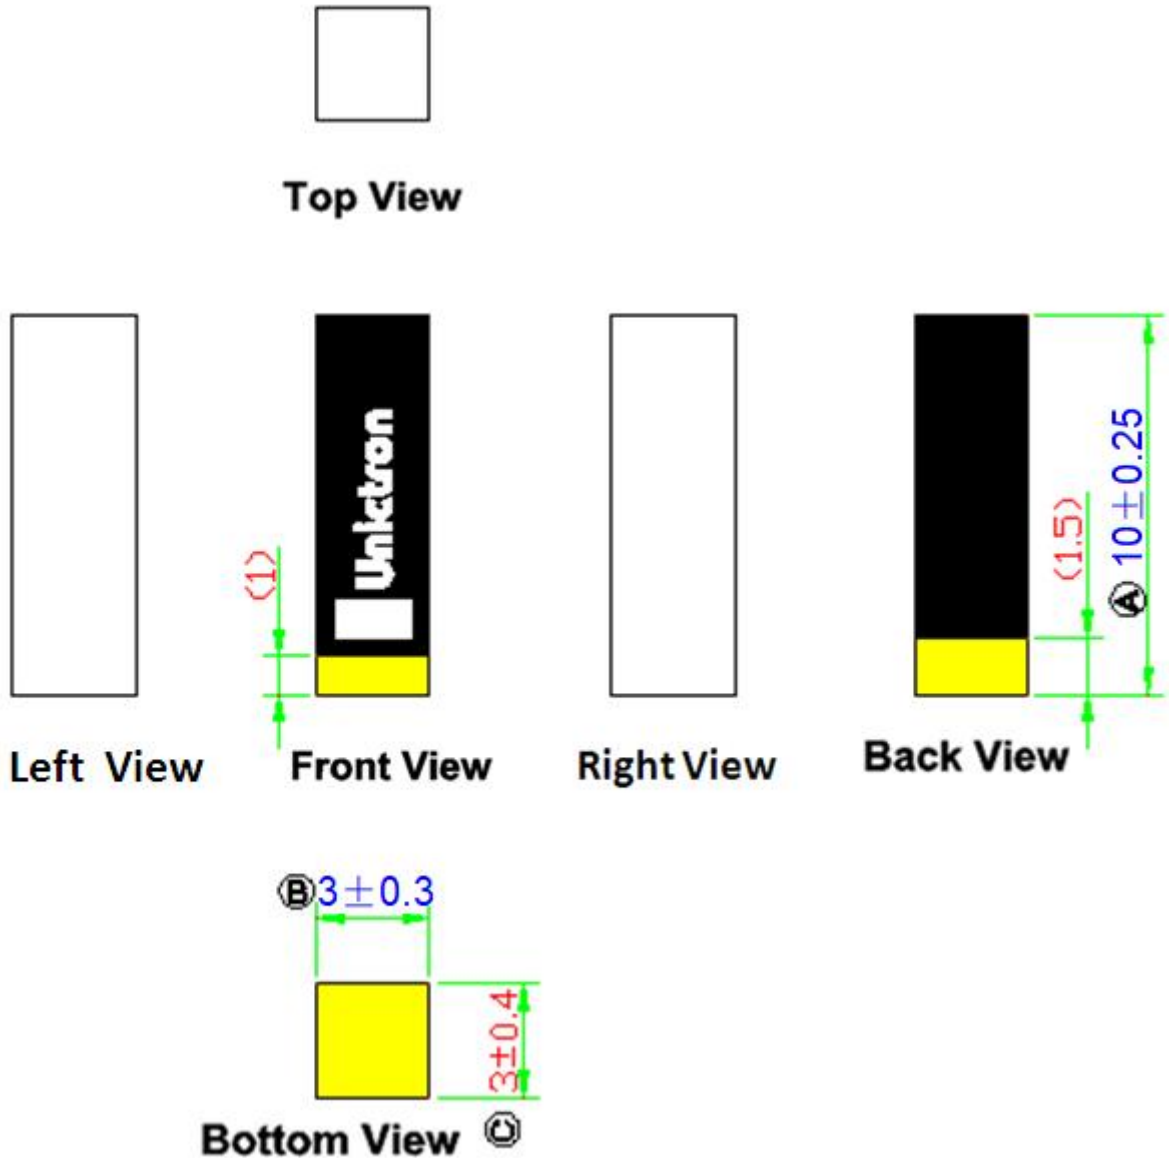 Top View
Unictron
(1)
(1.5)
Ⓐ 10±0.25
Left View
Front View
Right View
Back View
Ⓑ 3±0.3
3±0.4
Ⓒ
Bottom View